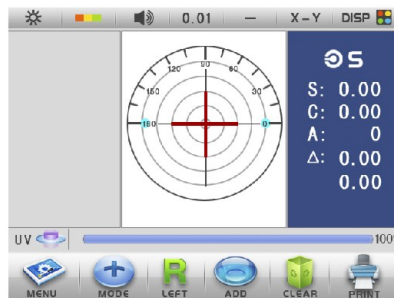 0.01 — X-Y DISP
S
120 90 60
150 30
180 0
S: 0.00
C: 0.00
A: 0
Δ: 0.00
0.00
UV 100
R
MENU MODE LEFT ADD CLEAR PRINT